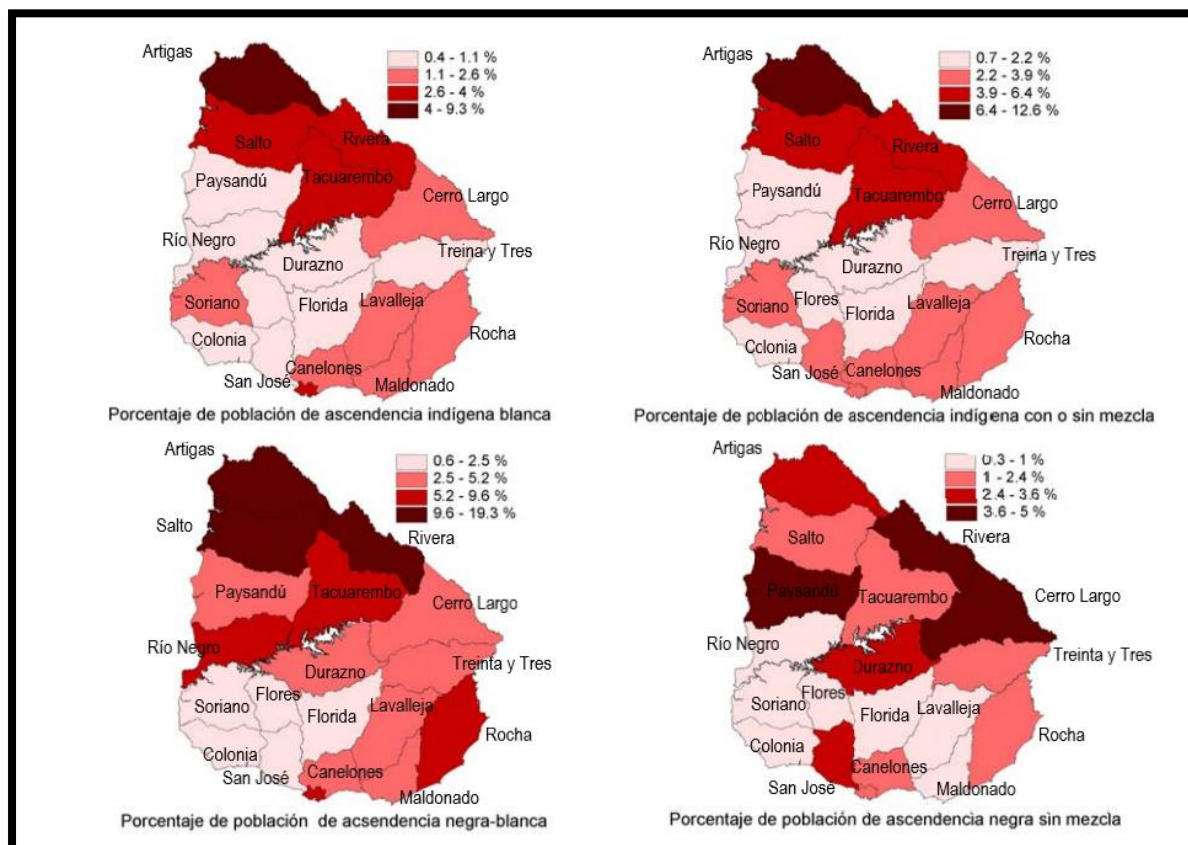 Artigas
0.4 - 1.1 %
1.1 - 2.6 %
2.6 – 4 %
4 - 9.3 %
Salto
Rivera
Paysandú
Tacuarembo
Cerro Largo
Río Negro
Durazno
Treina y Tres
Soriano
Florida
Lavalleja
Colonia
Rocha
San José
Canelones
Maldonado
Porcentaje de población de ascendencia indígena blanca
Artigas
0.7 - 2.2 %
2.2 - 3.9 %
3.9 - 6.4 %
6.4 - 12.6 %
Salto
Rivera
Paysandú
Tacuarembo
Cerro Largo
Río Negro
Durazno
Treina y Tres
Soriano
Flores
Florida
Lavalleja
Colonia
Rocha
San José
Canelones
Maldonado
Porcentaje de población de ascendencia indígena con o sin mezcla
Artigas
0.6 - 2.5 %
2.5 - 5.2 %
5.2 - 9.6 %
9.6 - 19.3 %
Salto
Rivera
Paysandú
Tacuarembo
Cerro Largo
Río Negro
Durazno
Treinta y Tres
Soriano
Flores
Florida
Lavalleja
Colonia
Rocha
San José
Canelones
Maldonado
Porcentaje de población de acsendencia negra-blanca
Artigas
0.3 - 1 %
1 - 2.4 %
2.4 - 3.6 %
3.6 - 5 %
Salto
Rivera
Paysandú
Tacuarembo
Cerro Largo
Río Negro
Durazno
Treinta y Tres
Soriano
Flores
Florida
Lavalleja
Colonia
Rocha
San José
Canelones
Maldonado
Porcentaje de población de ascendencia negra sin mezcla